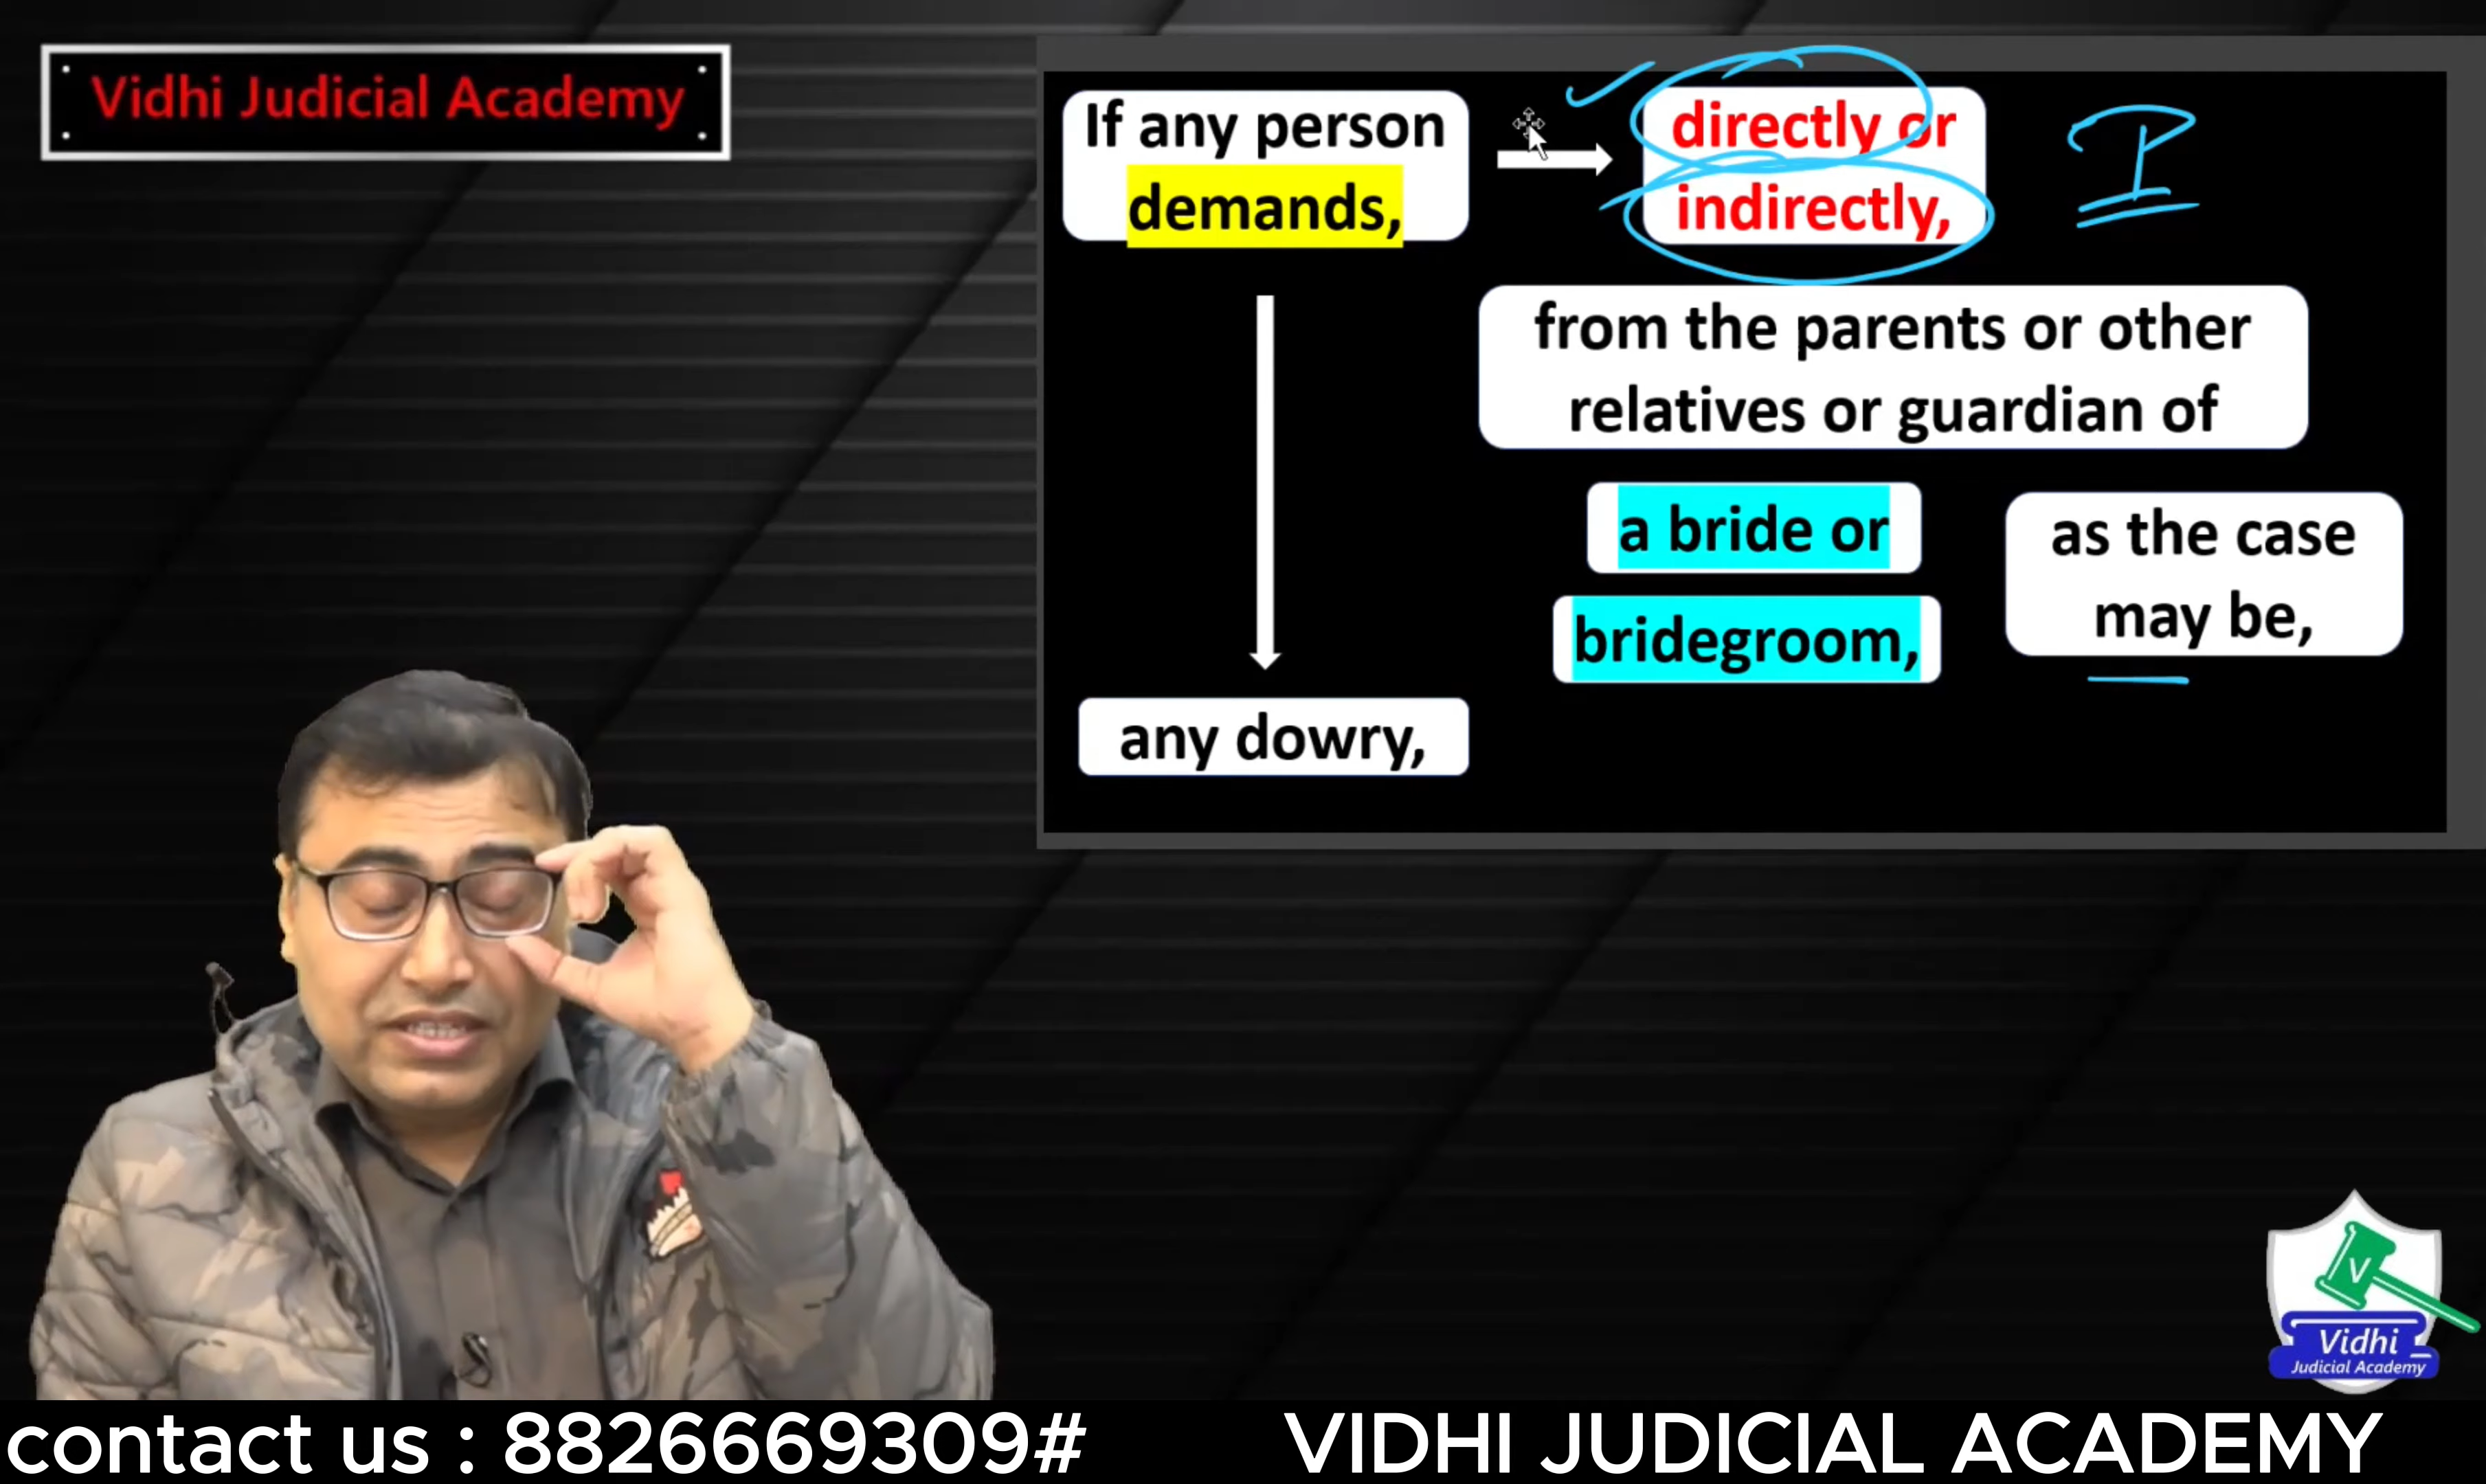 Vidhi Judicial Academy
If any person
demands,
directly or
indirectly,
I
from the parents or other
relatives or guardian of
a bride or
bridegroom,
as the case
may be,
any dowry,
V
Vidhi
Judicial Academy
contact us : 8826669309#
VIDHI JUDICIAL ACADEMY